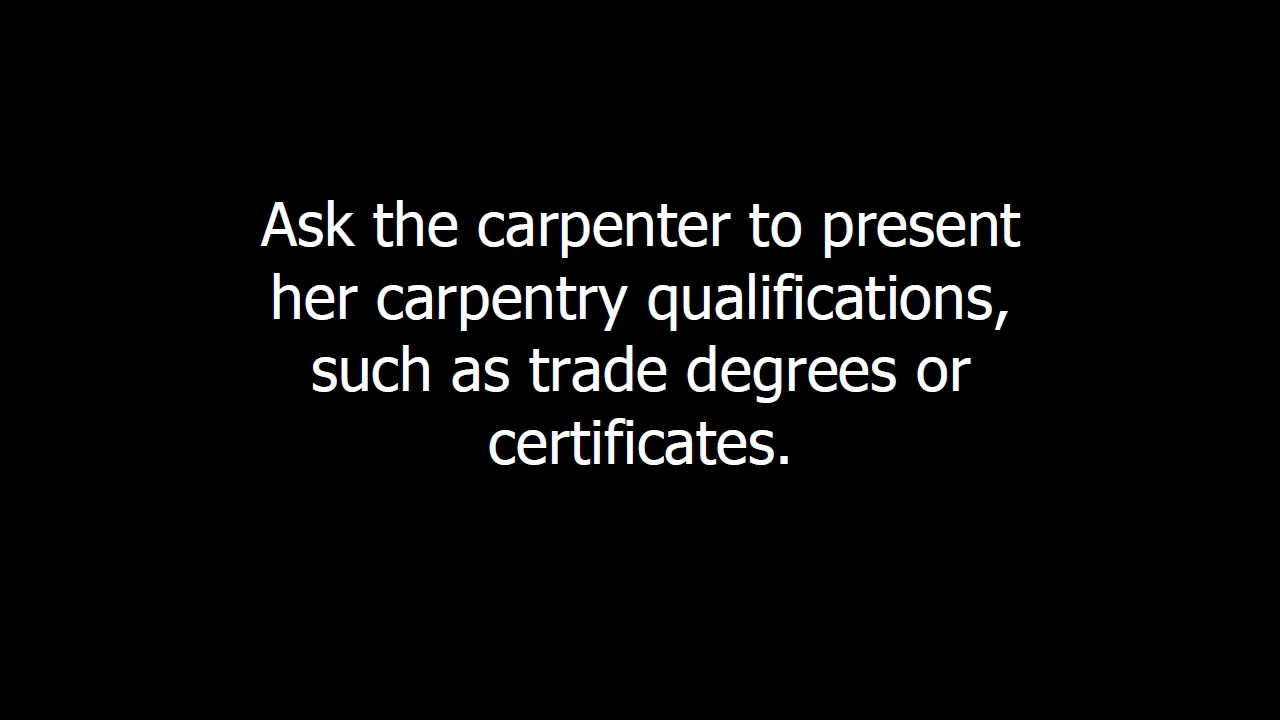 Ask the carpenter to present
her carpentry qualifications,
such as trade degrees or
certificates.